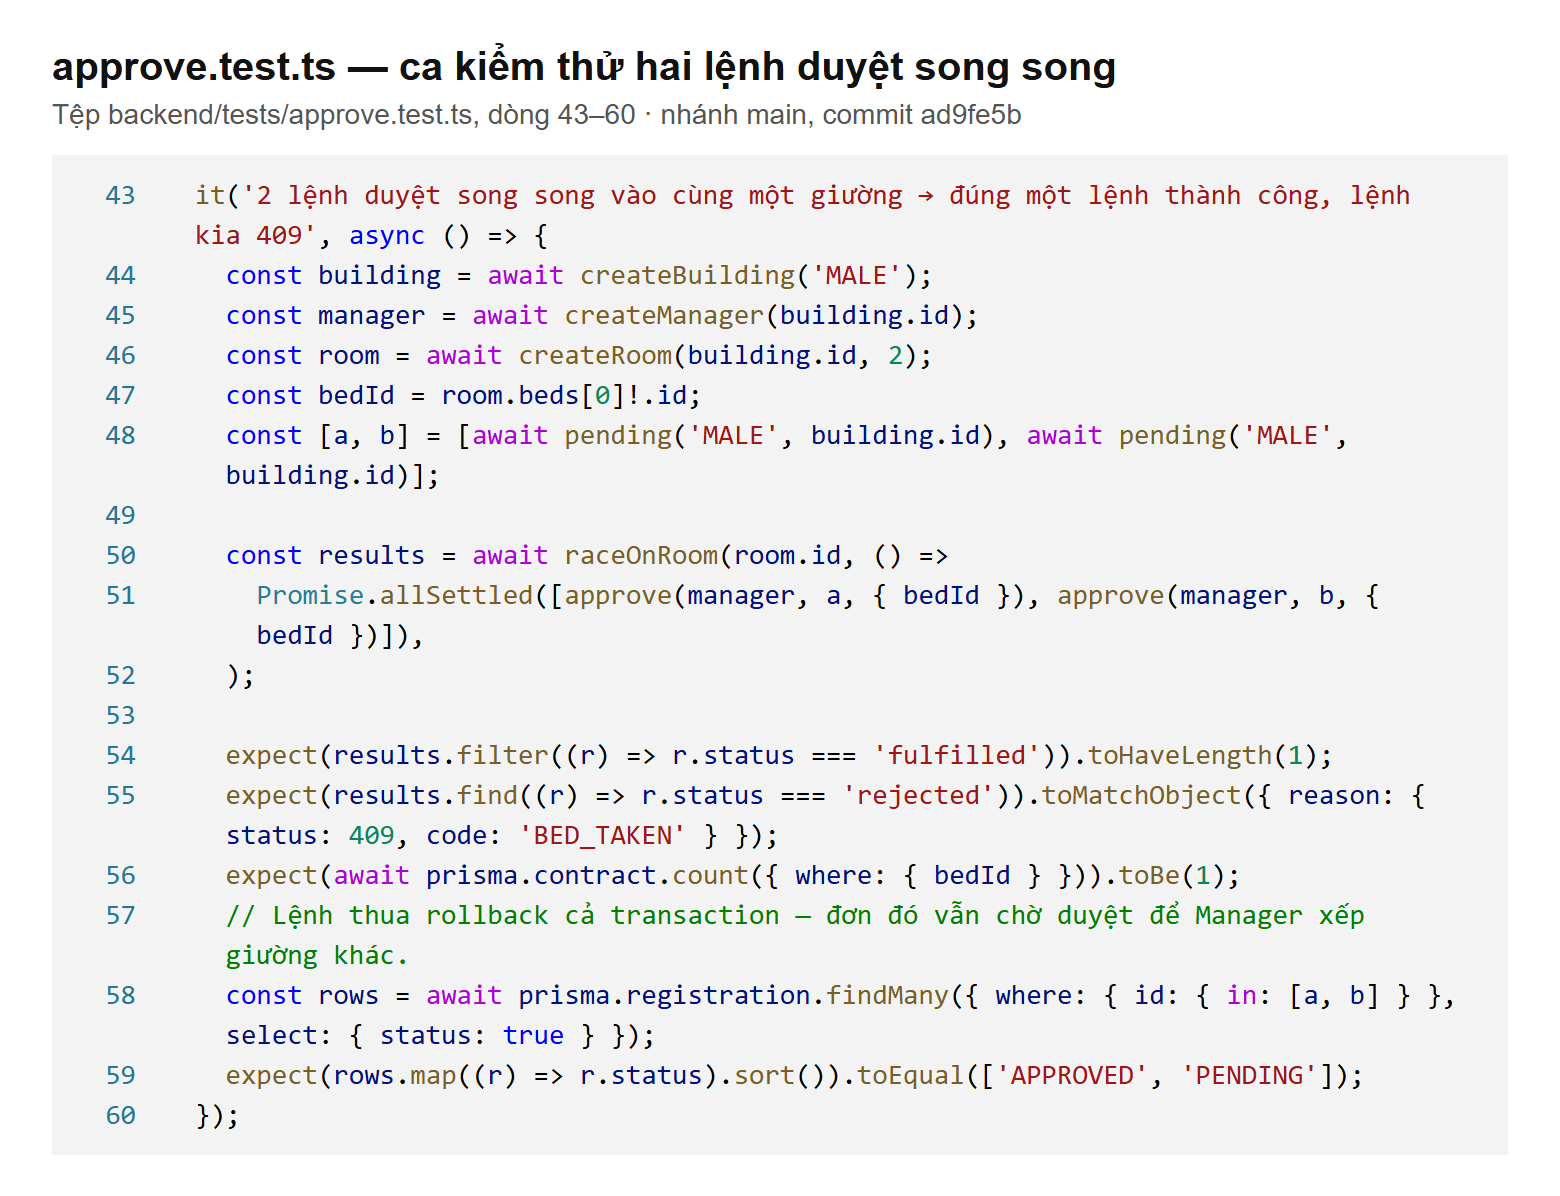 approve.test.ts — ca kiểm thử hai lệnh duyệt song song
Tệp backend/tests/approve.test.ts, dòng 43–60 · nhánh main, commit ad9fe5b
43 it('2 lệnh duyệt song song vào cùng một giường → đúng một lệnh thành công, lệnh
kia 409', async () => {
44 const building = await createBuilding('MALE');
45 const manager = await createManager(building.id);
46 const room = await createRoom(building.id, 2);
47 const bedId = room.beds[0]!.id;
48 const [a, b] = [await pending('MALE', building.id), await pending('MALE',
building.id)];
49
50 const results = await raceOnRoom(room.id, () =>
51 Promise.allSettled([approve(manager, a, { bedId }), approve(manager, b, {
bedId })]),
52 );
53
54 expect(results.filter((r) => r.status === 'fulfilled')).toHaveLength(1);
55 expect(results.find((r) => r.status === 'rejected')).toMatchObject({ reason: {
status: 409, code: 'BED_TAKEN' } });
56 expect(await prisma.contract.count({ where: { bedId } })).toBe(1);
57 // Lệnh thua rollback cả transaction — đơn đó vẫn chờ duyệt để Manager xếp
giường khác.
58 const rows = await prisma.registration.findMany({ where: { id: { in: [a, b] } },
select: { status: true } });
59 expect(rows.map((r) => r.status).sort()).toEqual(['APPROVED', 'PENDING']);
60 });